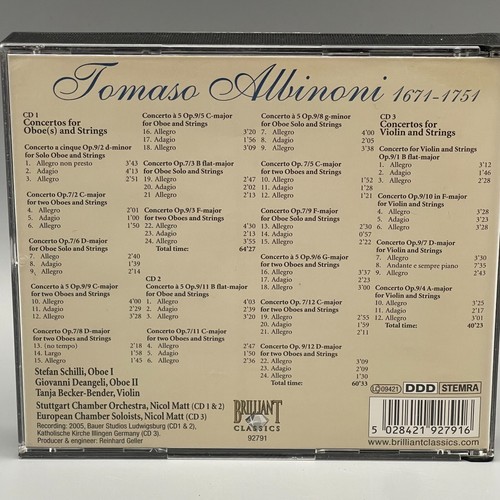 Tomaso Albinoni 1671-1751
CD 1
Concertos for
Oboe(s) and Strings
Concerto a cinque Op.9/2 d-minor
for Solo Oboe and Strings
1. Allegro non presto 3'43
2. Adagio 4'13
3. Allegro 2'51
Concerto Op.7/2 C-major
for two Oboes and Strings
4. Allegro 2'01
5. Adagio 1'00
6. Allegro 1'50
Concerto Op.7/6 D-major
for Oboe Solo and Strings
7. Allego 2'40
8. Adagio 1'39
9. Allegro 2'14
Concerto à 5 Op.9/9 C-major
for two Oboes and Strings
10. Allegro 4'00
11. Adagio 2'29
12. Allegro 3'28
Concerto Op.7/8 D-major
for two Oboes and Strings
13. (no tempo) 2'18
14. Largo 1'58
15. Allegro 1'45
Concerto à 5 Op.9/5 C-major
for Oboe and Strings
16. Allegro 3'20
17. Adagio 1'56
18. Allegro 3'09
Concerto Op.7/3 B flat-major
for Oboe Solo and Strings
19. Allegro 2'47
20. Adagio 2'02
21. Allegro 2'13
Concerto Op.9/3 F-major
for two Oboes and Strings
22. Allegro 4'30
23. Adagio 2'13
24. Allegro 3'55
Total time: 64'27
CD 2
Concerto à 5 Op.9/11 B flat-major
for Oboe and Strings
1. Allegro 4'03
2. Adagio 3'05
3. Allegro 2'39
Concerto Op.7/11 C-major
for two Oboes and Strings
4. Allegro 2'42
5. Adagio 1'45
6. Allegro 1'56
Concerto à 5 Op.9/8 g-minor
for Oboe and Strings
7. Allegro 4'00
8. Adagio 2'05
9. Allegro 3'38
Concerto Op.7/5 C-major
for two Oboes and Strings
10. Allegro 2'10
11. Adagio 1'52
12. Allegro 1'28
Concerto Op.7/9 F-major
for Oboe Solo and Strings
13. Allegro 2'30
14. Adagio 0'57
15. Allegro 2'22
Concerto à 5 Op.9/6 G-major
for two Oboes and Strings
16. Allegro 3'37
17. Adagio 1'21
18. Allegro 3'00
Concerto Op.7/12 C-major
for Oboe and Strings
19. Allegro 2'55
20. Adagio 1'59
21. Allegro 3'11
Concerto Op. 9/12 D-major
for two Oboes and Strings
22. Allegro 3'09
23. Adagio 2'09
24. Allegro 3'09
Total time: 60'33
CD 3
Concertos for
Violin and Strings
Concerto for Violin and Strings
Op.9/1 B flat-major
1. Allegro 3'12
2. Adagio 1'46
3. Allegro 2'28
Concerto Op.9/10 in F-major
for Violin and Strings
4. Allegro 3'28
5. Adagio 3'23
6. Allegro 3'28
Concerto Op.9/7 D-major
for Violin and Strings
7. Allegro 3'30
8. Andante e sempre piano 2'35
9. Allegro 2'43
Concerto Op.9/4 A-major
for Violin and Strings
10. Allegro 3'25
11. Adagio 2'51
12. Allegro 3'01
Total time: 40'23
Stefan Schilli, Oboe I
Giovanni Deangeli, Oboe II
Tanja Becker-Bender, Violin
Stuttgart Chamber Orchestra, Nicol Matt (CD 1 & 2)
European Chamber Soloists, Nicol Matt (CD 3)
Recording: 2005, Bauer Studios Ludwigsburg (CD1 & 2),
Katholische Kirche Illingen Germany (CD 3).
Producer & engineer: Reinhard Geller
BRILLIANT
CLASSICS
92791
LC 09421
DDD
STEMRA
5 028421 927916
www.brilliantclassics.com